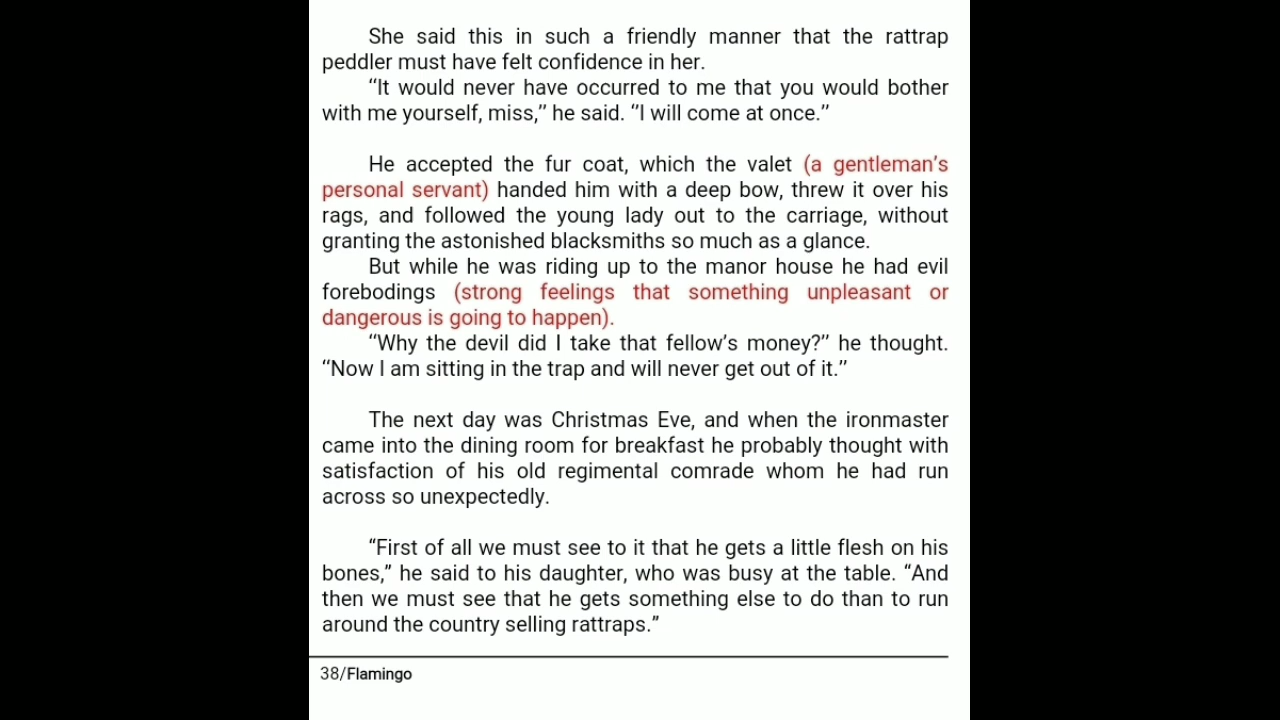 She said this in such a friendly manner that the rattrap
peddler must have felt confidence in her.
“It would never have occurred to me that you would bother
with me yourself, miss,” he said. “I will come at once.”
He accepted the fur coat, which the valet (a gentleman’s
personal servant) handed him with a deep bow, threw it over his
rags, and followed the young lady out to the carriage, without
granting the astonished blacksmiths so much as a glance.
But while he was riding up to the manor house he had evil
forebodings (strong feelings that something unpleasant or
dangerous is going to happen).
“Why the devil did I take that fellow’s money?” he thought.
“Now I am sitting in the trap and will never get out of it.”
The next day was Christmas Eve, and when the ironmaster
came into the dining room for breakfast he probably thought with
satisfaction of his old regimental comrade whom he had run
across so unexpectedly.
“First of all we must see to it that he gets a little flesh on his
bones,” he said to his daughter, who was busy at the table. “And
then we must see that he gets something else to do than to run
around the country selling rattraps.”
38/Flamingo